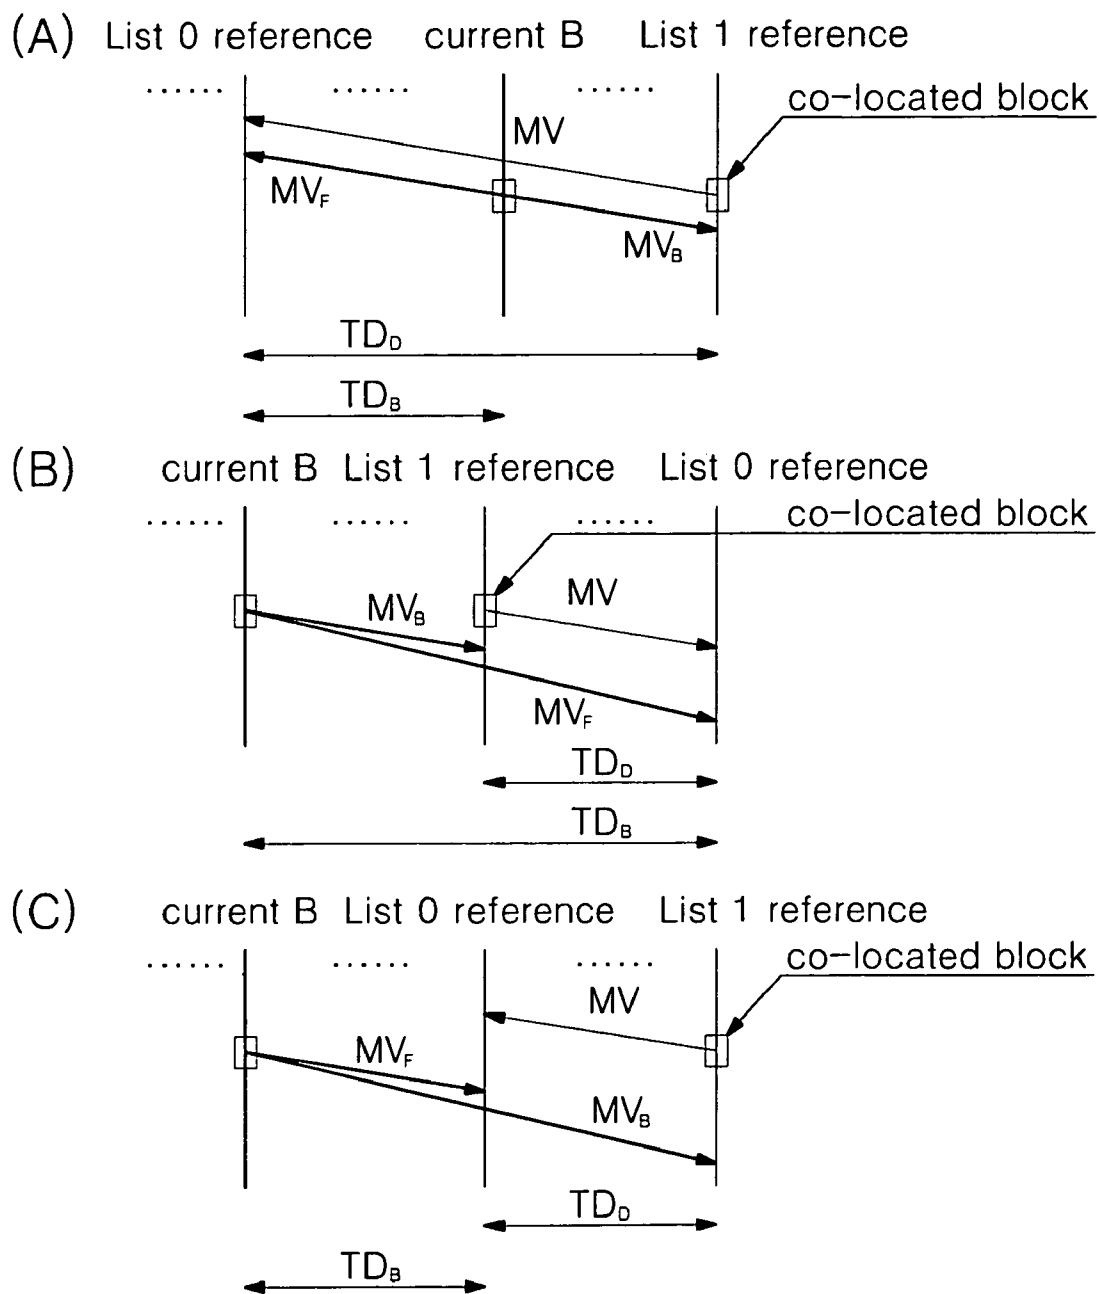 (A) List 0 reference current B List 1 reference
...... ...... ......
co-located block
MV
MVF
MVB
TDD
TDB
(B) current B List 1 reference List 0 reference
...... ...... ......
co-located block
MV
MVB
MVF
TDD
TDB
(C) current B List 0 reference List 1 reference
...... ...... ......
co-located block
MV
MVF
MVB
TDD
TDB